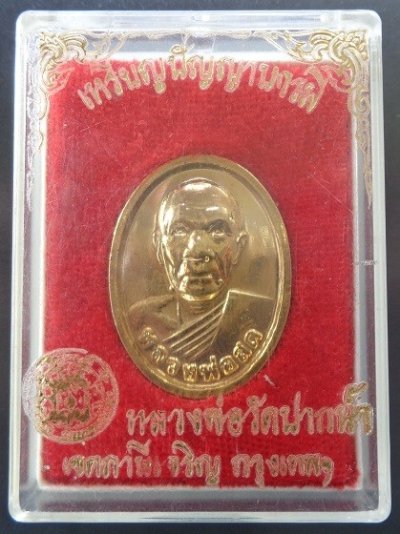 เหรียญปัญญาบารมี
หลวงพ่อสด
หลวงพ่อวัดปากน้ำ
เขตภาษีเจริญ กรุงเทพฯ